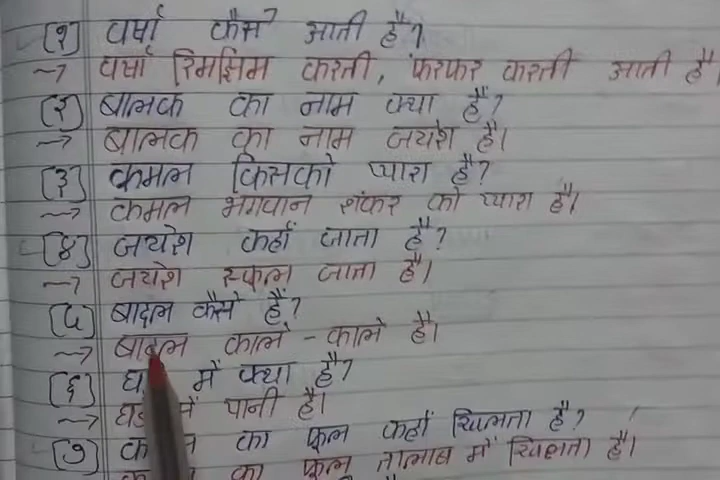 (१) वर्षा कैसे आती है?
→ वर्षा रिमझिम करती, फरफर करती आती है
(२) बालक का नाम क्या है?
→ बालक का नाम जयेश है।
(३) कमल किसको प्यारा है?
→ कमल भगवान शंकर को प्यारा है।
(४) जयेश कहाँ जाता है?
→ जयेश स्कूल जाता है।
(५) बादल कैसे हैं?
→ बादल काले - काले है।
(६) में क्या है?
→ में पानी है।
(७) का फूल कहाँ खिलता है?
का फूल तालाब में खिलता है।